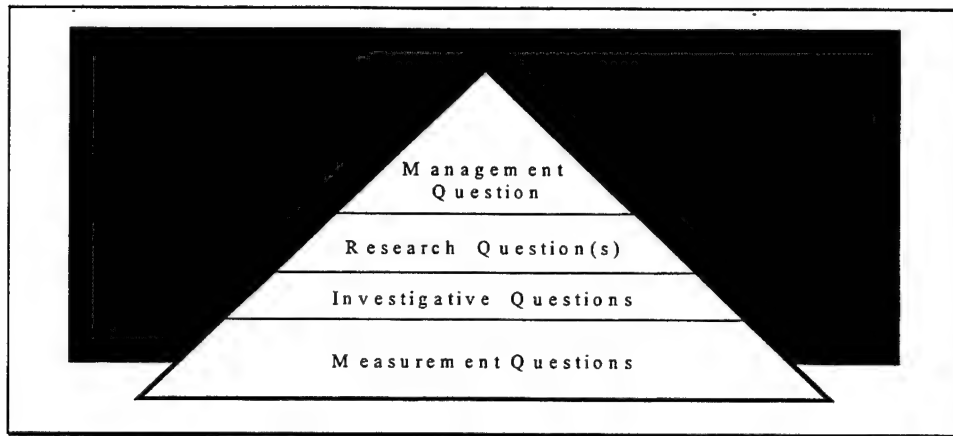 Management
Question
Research Question(s)
Investigative Questions
Measurement Questions